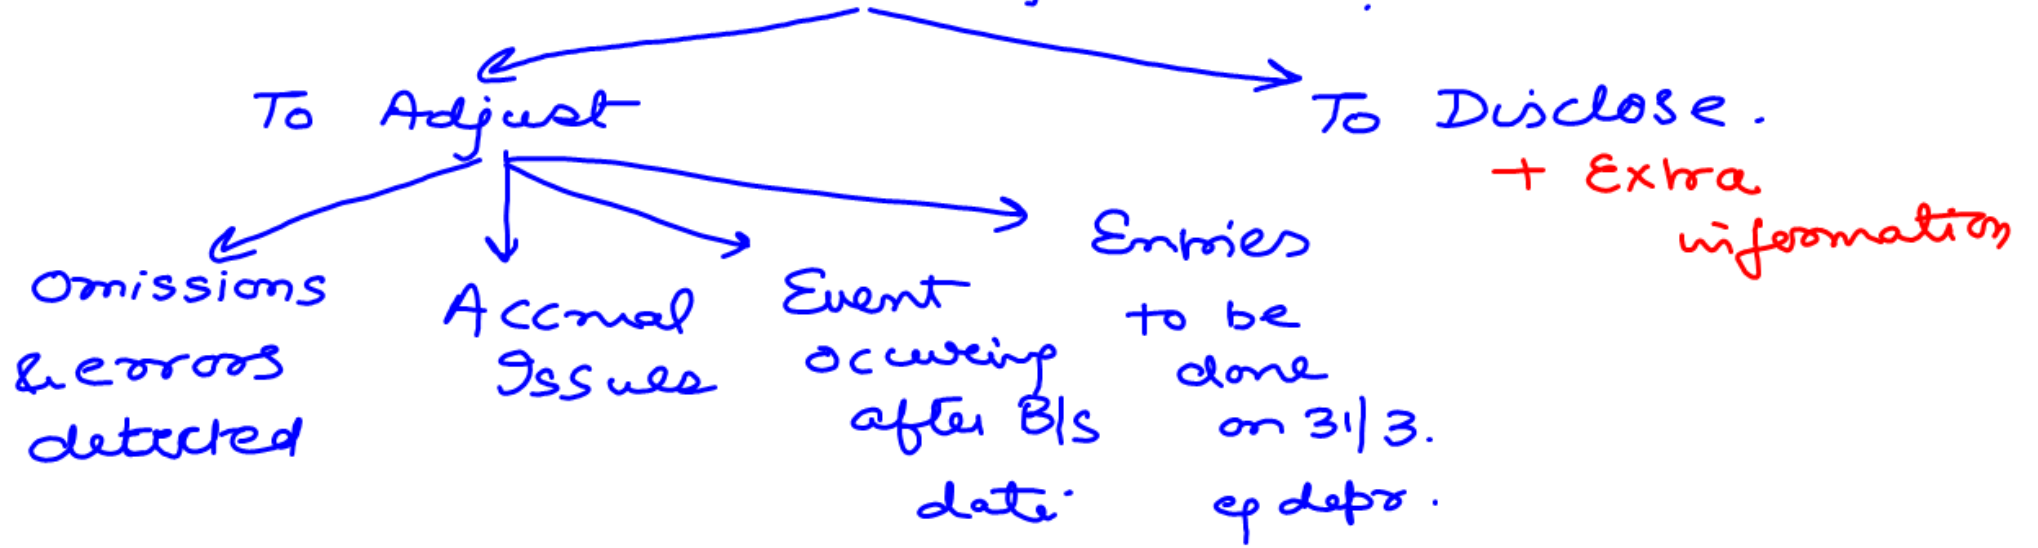 To Adjust
To Disclose.
+ Extra
information
Omissions
& errors
detected
Accrual
Issues
Event
occureing
after B/s
date
Entries
to be
done
on 31/3.
eg depr.